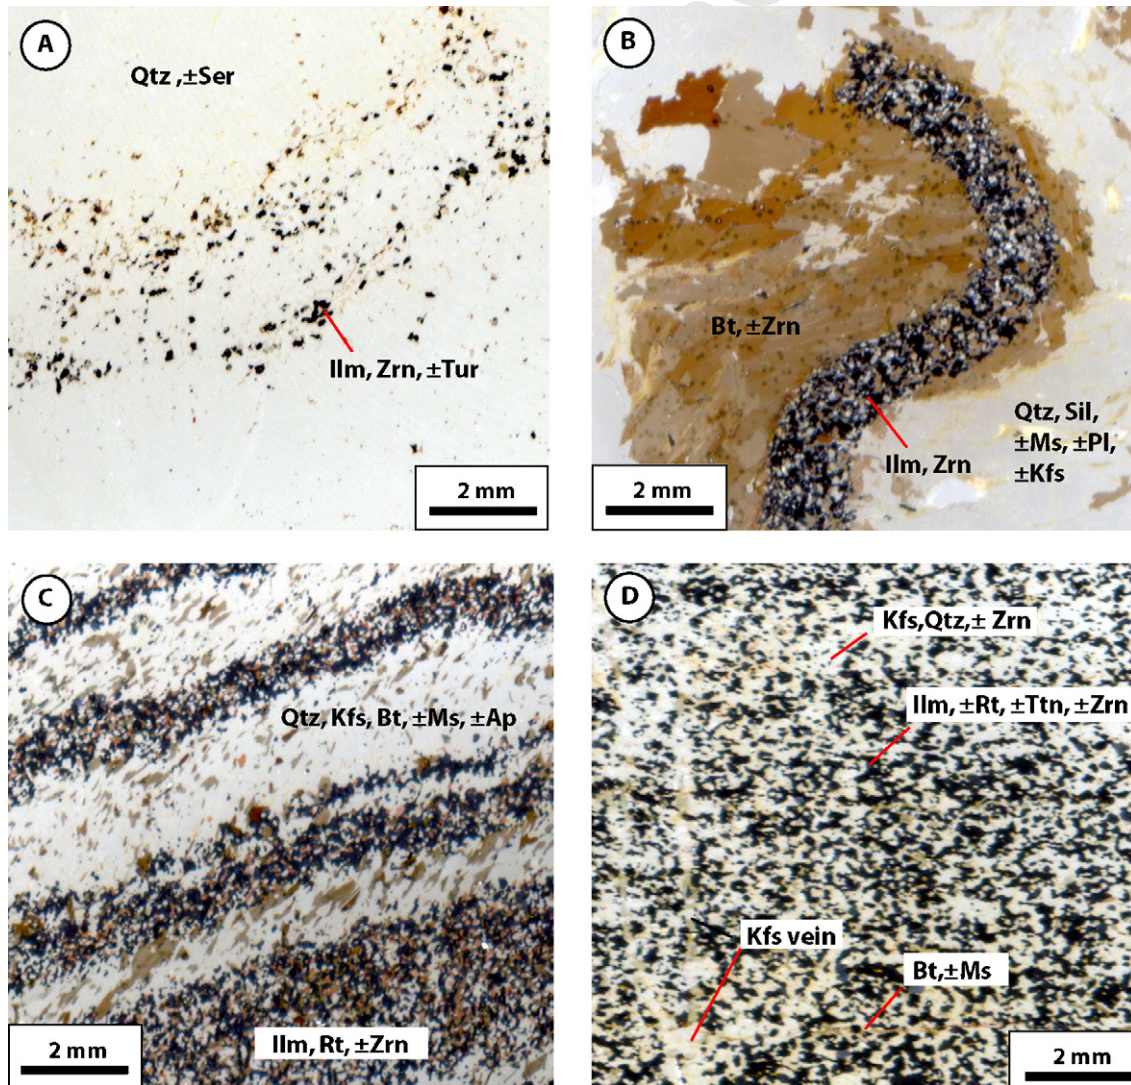 A
Qtz ,±Ser
Ilm, Zrn, ±Tur
2 mm
B
Bt, ±Zrn
Qtz, Sil,
±Ms, ±Pl,
±Kfs
Ilm, Zrn
2 mm
C
Qtz, Kfs, Bt, ±Ms, ±Ap
Ilm, Rt, ±Zrn
2 mm
D
Kfs,Qtz,± Zrn
Ilm, ±Rt, ±Ttn, ±Zrn
Kfs vein
Bt,±Ms
2 mm